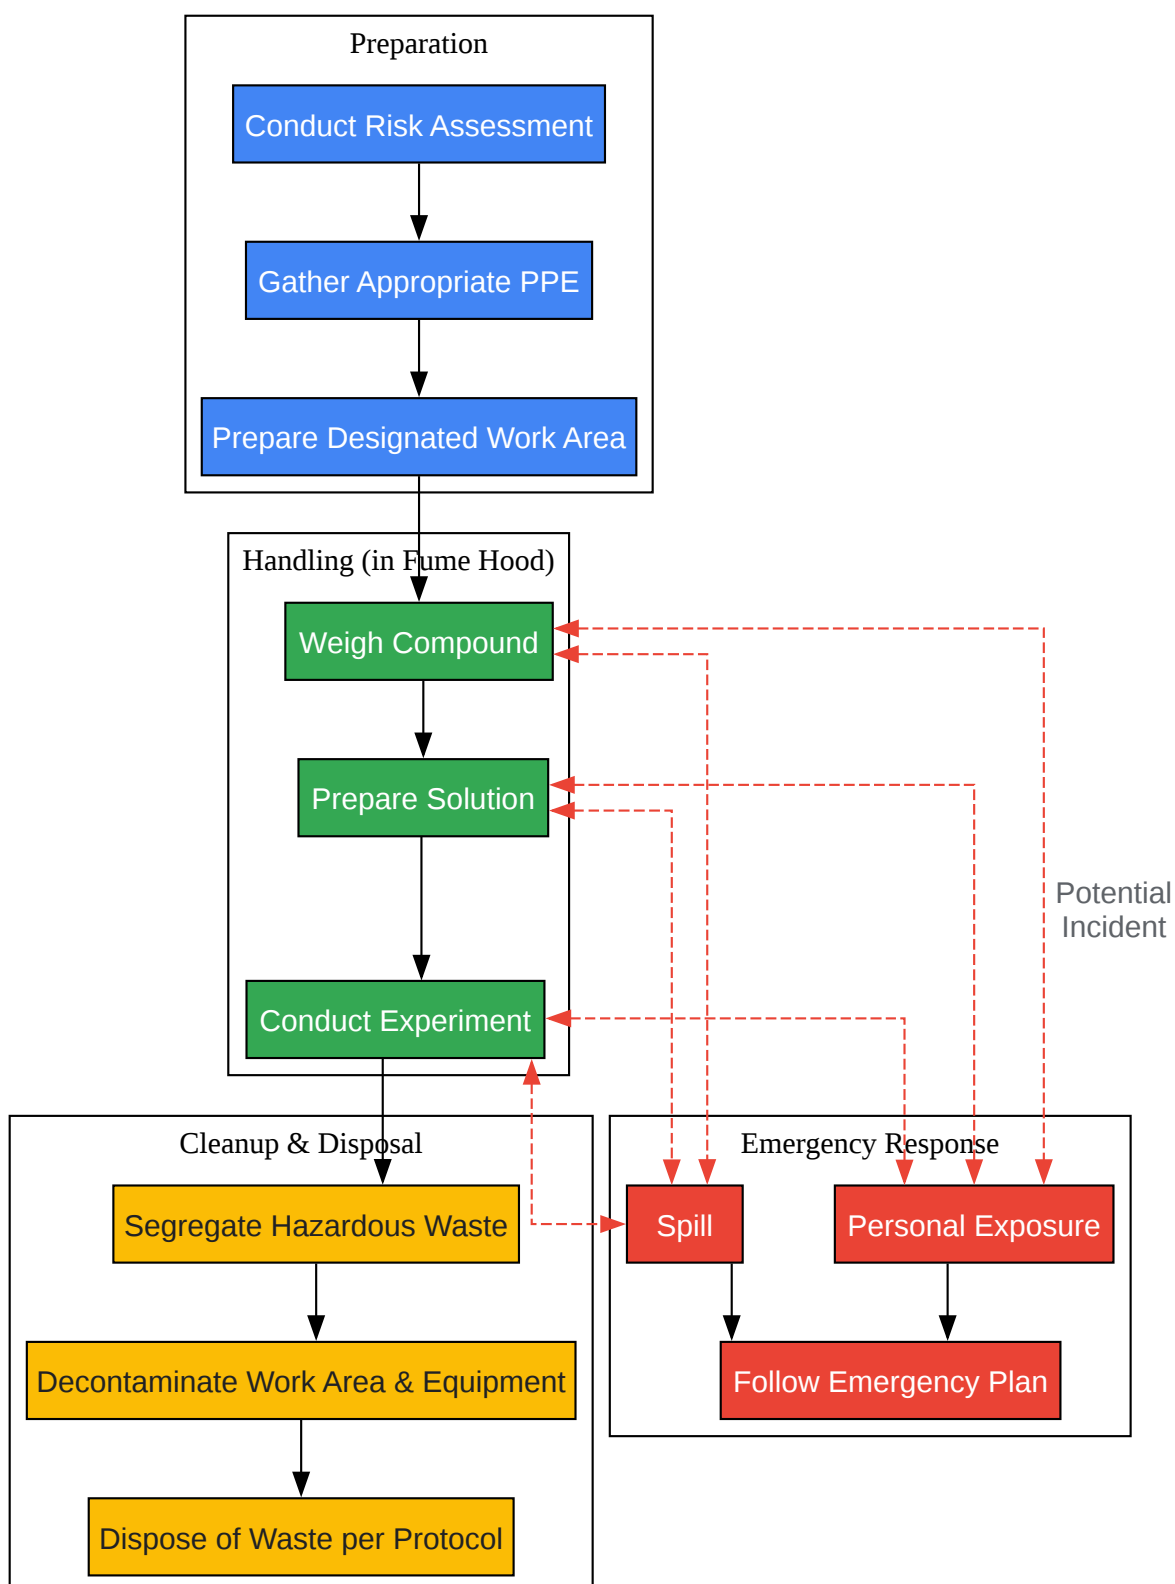 Preparation
Conduct Risk Assessment
Gather Appropriate PPE
Prepare Designated Work Area
Handling (in Fume Hood)
Weigh Compound
Prepare Solution
Potential
Incident
Conduct Experiment
Cleanup & Disposal
Emergency Response
Segregate Hazardous Waste
Spill
Personal Exposure
Decontaminate Work Area & Equipment
Follow Emergency Plan
Dispose of Waste per Protocol